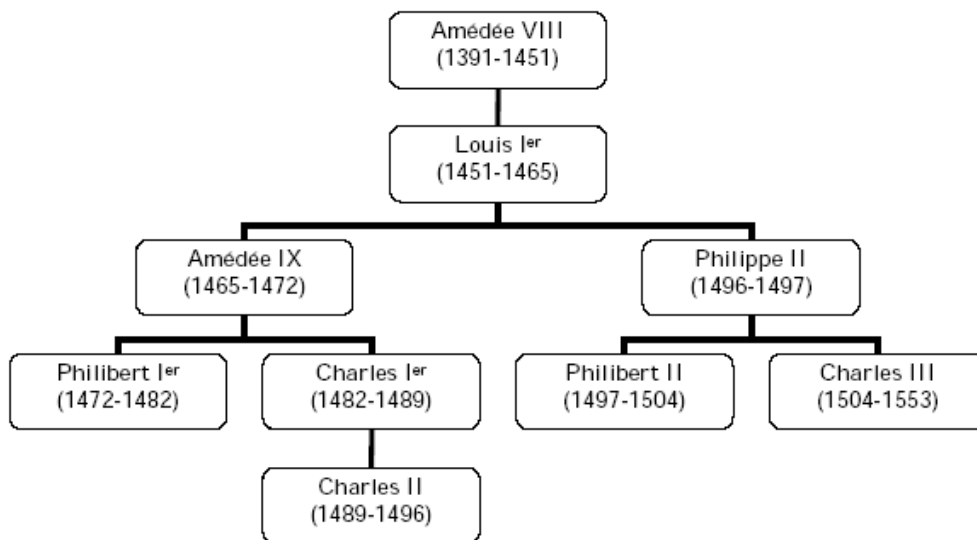 Amédée VIII
(1391-1451)
Louis Ier
(1451-1465)
Amédée IX
(1465-1472)
Philippe II
(1496-1497)
Philibert Ier
(1472-1482)
Charles Ier
(1482-1489)
Philibert II
(1497-1504)
Charles III
(1504-1553)
Charles II
(1489-1496)